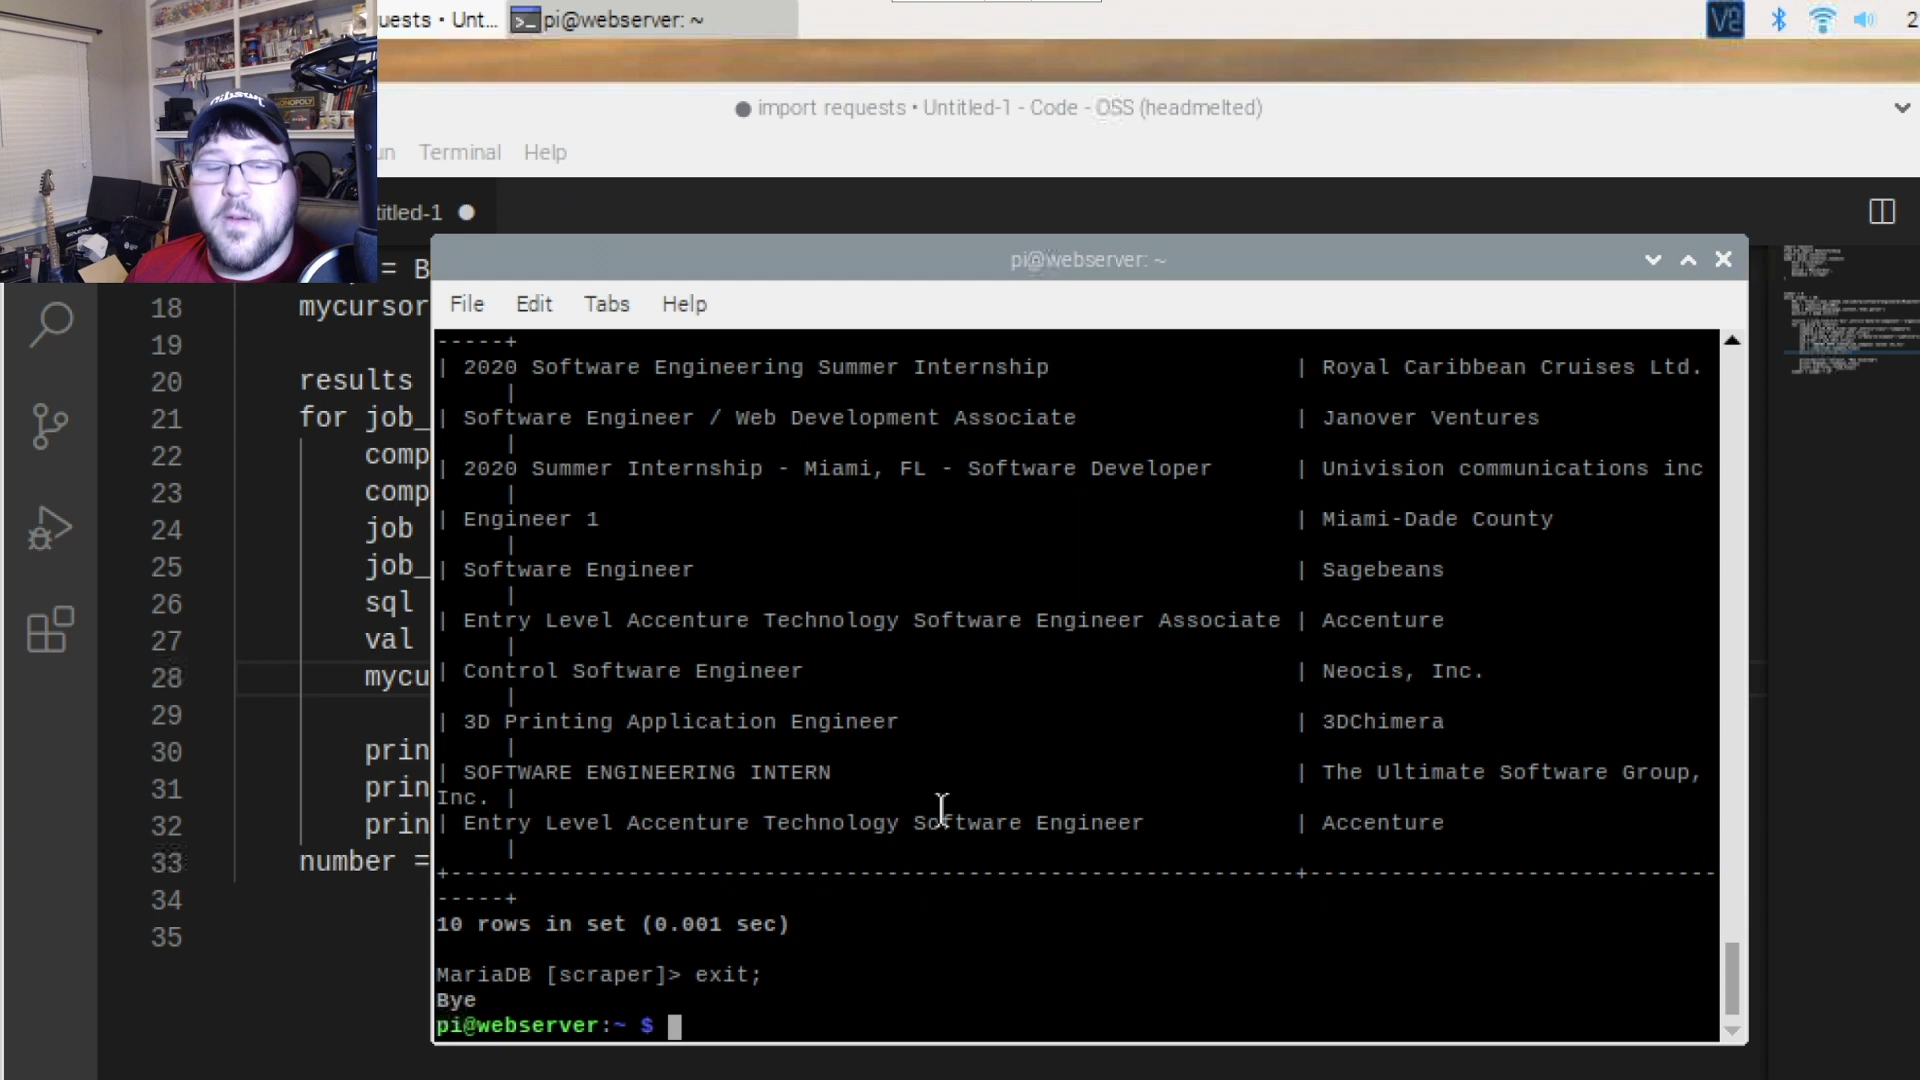 uests • Unt...
pi@webserver: ~
V2
2
Gibson
MONOPOLY
import requests • Untitled-1 - Code - OSS (headmelted)
un Terminal Help
titled-1
= B
18 mycursor
19
20 results
21 for job_
22 comp
23 comp
24 job
25 job_
26 sql
27 val
28 mycu
29
30 prin
31 prin
32 prin
33 number =
34
35
pi@webserver: ~
File Edit Tabs Help
-----+
| 2020 Software Engineering Summer Internship | Royal Caribbean Cruises Ltd.
|
| Software Engineer / Web Development Associate | Janover Ventures
|
| 2020 Summer Internship - Miami, FL - Software Developer | Univision communications inc
|
| Engineer 1 | Miami-Dade County
|
| Software Engineer | Sagebeans
|
| Entry Level Accenture Technology Software Engineer Associate | Accenture
|
| Control Software Engineer | Neocis, Inc.
|
| 3D Printing Application Engineer | 3DChimera
|
| SOFTWARE ENGINEERING INTERN | The Ultimate Software Group,
Inc. |
| Entry Level Accenture Technology Software Engineer | Accenture
|
+--------------------------------------------------------------+------------------------------
-----+
10 rows in set (0.001 sec)
MariaDB [scraper]> exit;
Bye
pi@webserver:~ $